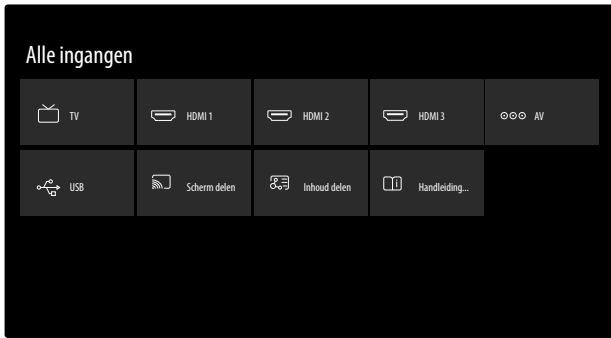 Alle ingangen
TV
HDMI 1
HDMI 2
HDMI 3
AV
USB
Scherm delen
Inhoud delen
Handleiding...